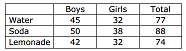 Boys Girls Total
Water 45 32 77
Soda 50 38 88
Lemonade 42 32 74